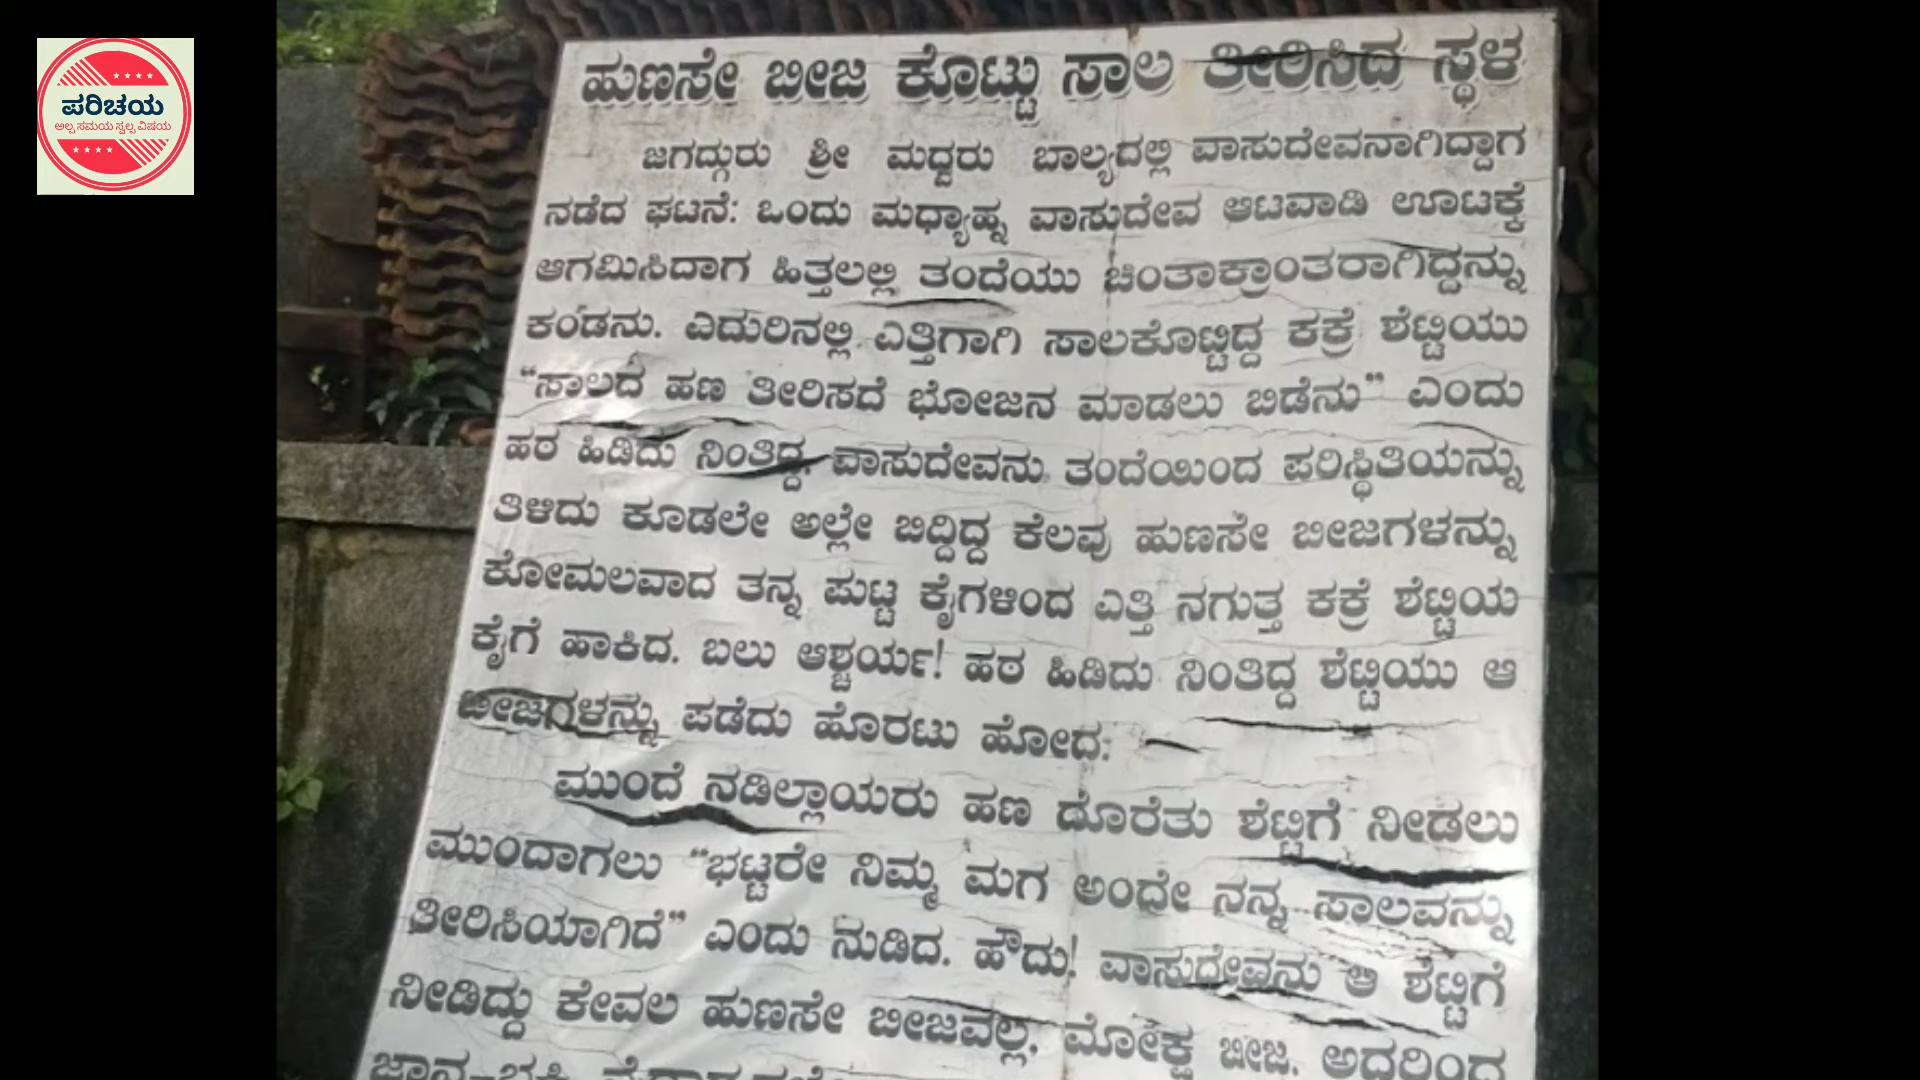 ಪರಿಚಯ
ಅಲ್ಪ ಸಮಯ ಸ್ವಲ್ಪ ವಿಷಯ
ಹುಣಸೇ ಬೀಜ ಕೊಟ್ಟು ಸಾಲ ತೀರಿಸಿದ ಸ್ಥಳ
ಜಗದ್ಗುರು ಶ್ರೀ ಮಧ್ವರು ಬಾಲ್ಯದಲ್ಲಿ ವಾಸುದೇವನಾಗಿದ್ದಾಗ
ನಡೆದ ಘಟನೆ: ಒಂದು ಮಧ್ಯಾಹ್ನ ವಾಸುದೇವ ಆಟವಾಡಿ ಊಟಕ್ಕೆ
ಆಗಮಿಸಿದಾಗ ಹಿತ್ತಲಲ್ಲಿ ತಂದೆಯು ಚಿಂತಾಕ್ರಾಂತರಾಗಿದ್ದನ್ನು
ಕಂಡನು. ಎದುರಿನಲ್ಲಿ ಎತ್ತಿಗಾಗಿ ಸಾಲಕೊಟ್ಟಿದ್ದ ಕಕ್ರೆ ಶೆಟ್ಟಿಯು
“ಸಾಲದ ಹಣ ತೀರಿಸದೆ ಭೋಜನ ಮಾಡಲು ಬಿಡೆನು” ಎಂದು
ಹಠ ಹಿಡಿದು ನಿಂತಿದ್ದ. ವಾಸುದೇವನು ತಂದೆಯಿಂದ ಪರಿಸ್ಥಿತಿಯನ್ನು
ತಿಳಿದು ಕೂಡಲೇ ಅಲ್ಲೇ ಬಿದ್ದಿದ್ದ ಕೆಲವು ಹುಣಸೇ ಬೀಜಗಳನ್ನು
ಕೋಮಲವಾದ ತನ್ನ ಪುಟ್ಟ ಕೈಗಳಿಂದ ಎತ್ತಿ ನಗುತ್ತ ಕಕ್ರೆ ಶೆಟ್ಟಿಯ
ಕೈಗೆ ಹಾಕಿದ. ಬಲು ಆಶ್ಚರ್ಯ! ಹಠ ಹಿಡಿದು ನಿಂತಿದ್ದ ಶೆಟ್ಟಿಯು ಆ
ಬೀಜಗಳನ್ನು ಪಡೆದು ಹೊರಟು ಹೋದ.
ಮುಂದೆ ನಡಿಲ್ಲಾಯರು ಹಣ ದೊರೆತು ಶೆಟ್ಟಿಗೆ ನೀಡಲು
ಮುಂದಾಗಲು “ಭಟ್ಟರೇ ನಿಮ್ಮ ಮಗ ಅಂದೇ ನನ್ನ ಸಾಲವನ್ನು
ತೀರಿಸಿಯಾಗಿದೆ” ಎಂದು ನುಡಿದ. ಹೌದು! ವಾಸುದೇವನು ಆ ಶೆಟ್ಟಿಗೆ
ನೀಡಿದ್ದು ಕೇವಲ ಹುಣಸೇ ಬೀಜವಲ್ಲ, ಮೋಕ್ಷ ಬೀಜ. ಅದರಿಂದ